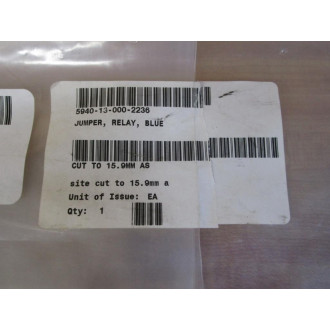 5940-13-000-2236
JUMPER, RELAY, BLUE
CUT TO 15.9MM AS
site cut to 15.9mm a
Unit of Issue: EA
Qty: 1